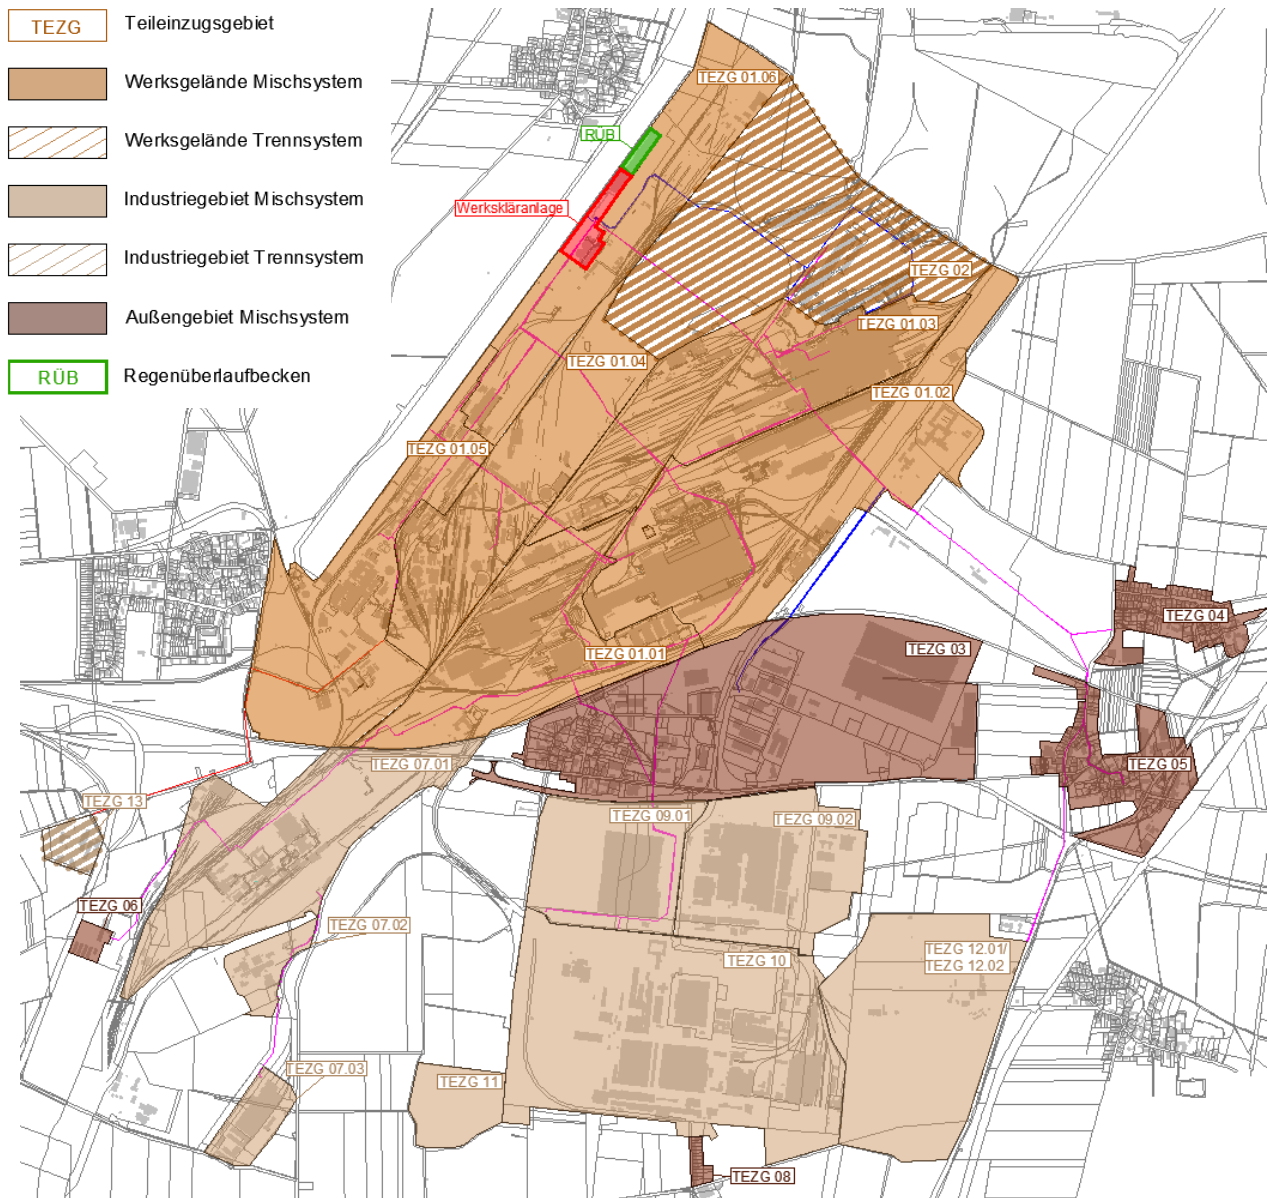 TEZG Teileinzugsgebiet
Werksgelände Mischsystem
Werksgelände Trennsystem
Industriegebiet Mischsystem
Industriegebiet Trennsystem
Außengebiet Mischsystem
RÜB Regenüberlaufbecken
TEZG 01.06
RÜB
Werkskläranlage
TEZG 02
TEZG 01.03
TEZG 01.04
TEZG 01.02
TEZG 01.05
TEZG 04
TEZG 03
TEZG 01.01
TEZG 07.01
TEZG 05
TEZG 13
TEZG 09.01
TEZG 09.02
TEZG 06
TEZG 07.02
TEZG 12.01/
TEZG 12.02
TEZG 10
TEZG 07.03
TEZG 11
TEZG 08